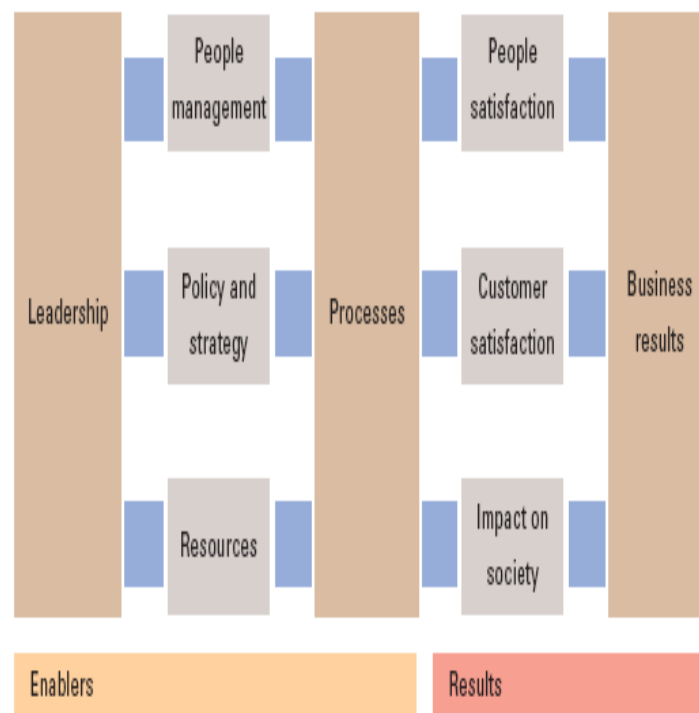 Leadership
People
management
Policy and
strategy
Resources
Processes
People
satisfaction
Customer
satisfaction
Impact on
society
Business
results
Enablers
Results